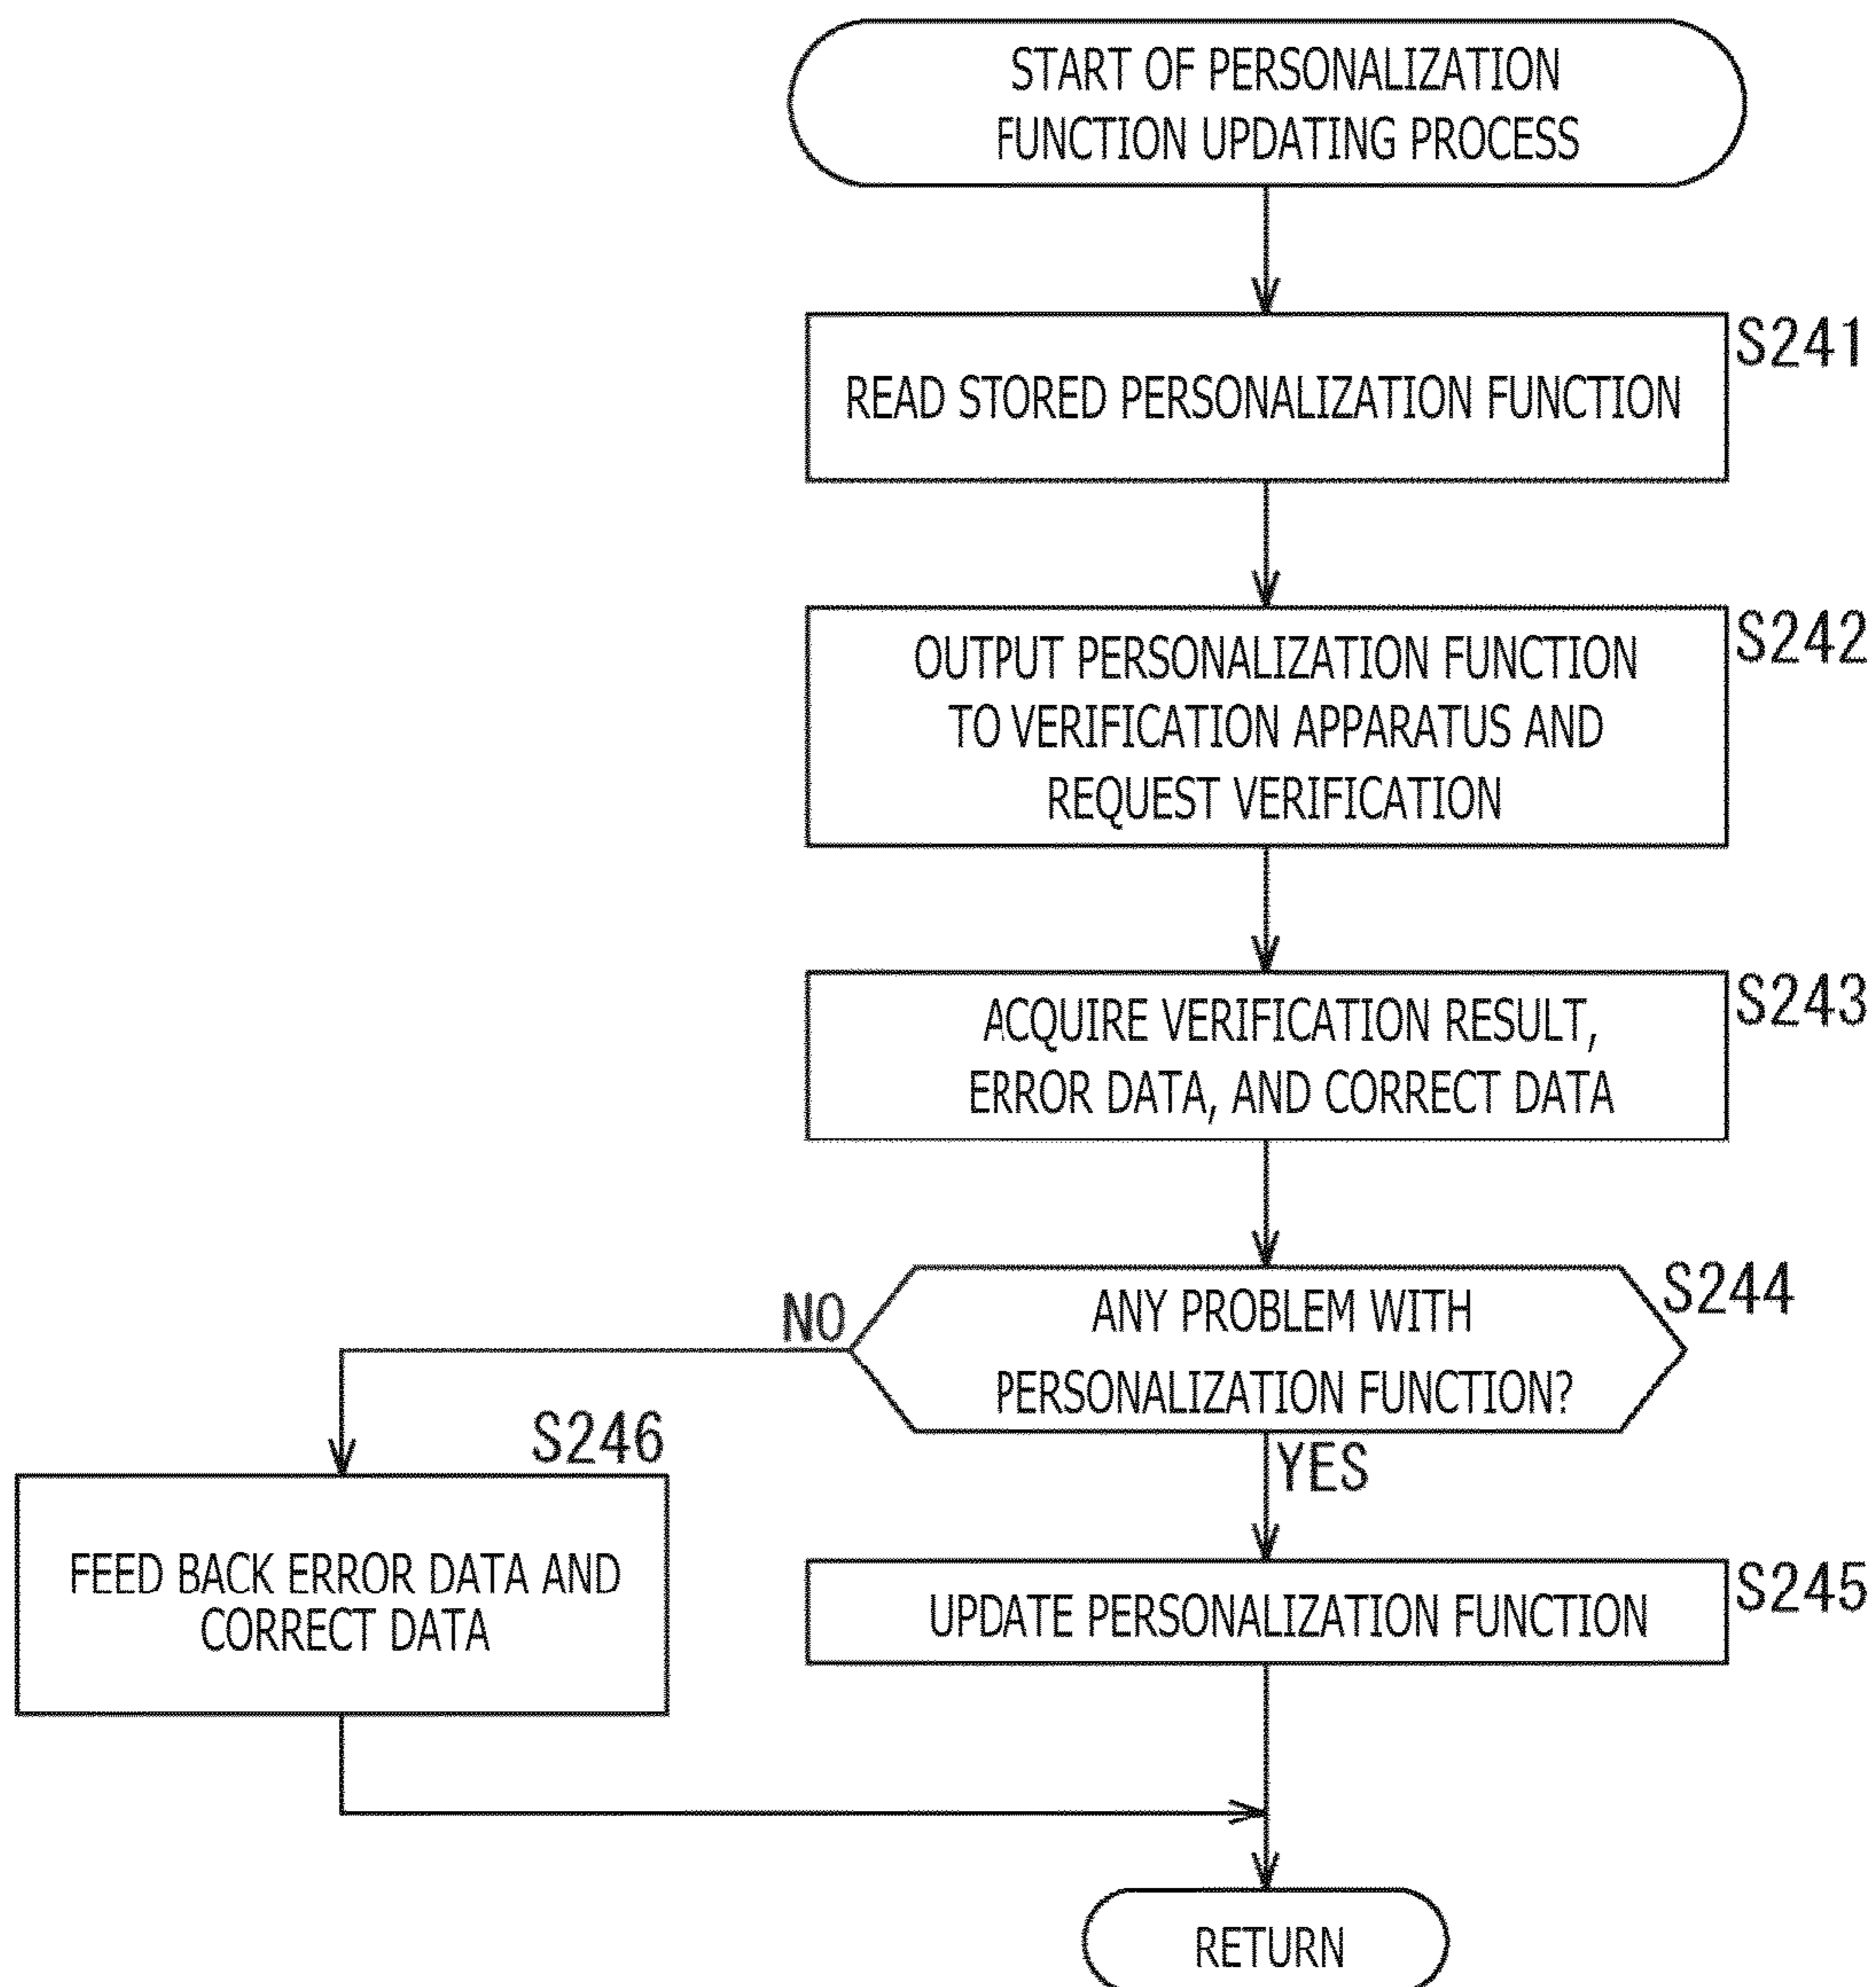 START OF PERSONALIZATION
FUNCTION UPDATING PROCESS
S241
READ STORED PERSONALIZATION FUNCTION
S242
OUTPUT PERSONALIZATION FUNCTION
TO VERIFICATION APPARATUS AND
REQUEST VERIFICATION
S243
ACQUIRE VERIFICATION RESULT,
ERROR DATA, AND CORRECT DATA
S244
ANY PROBLEM WITH
PERSONALIZATION FUNCTION?
NO
YES
S246
FEED BACK ERROR DATA AND
CORRECT DATA
S245
UPDATE PERSONALIZATION FUNCTION
RETURN